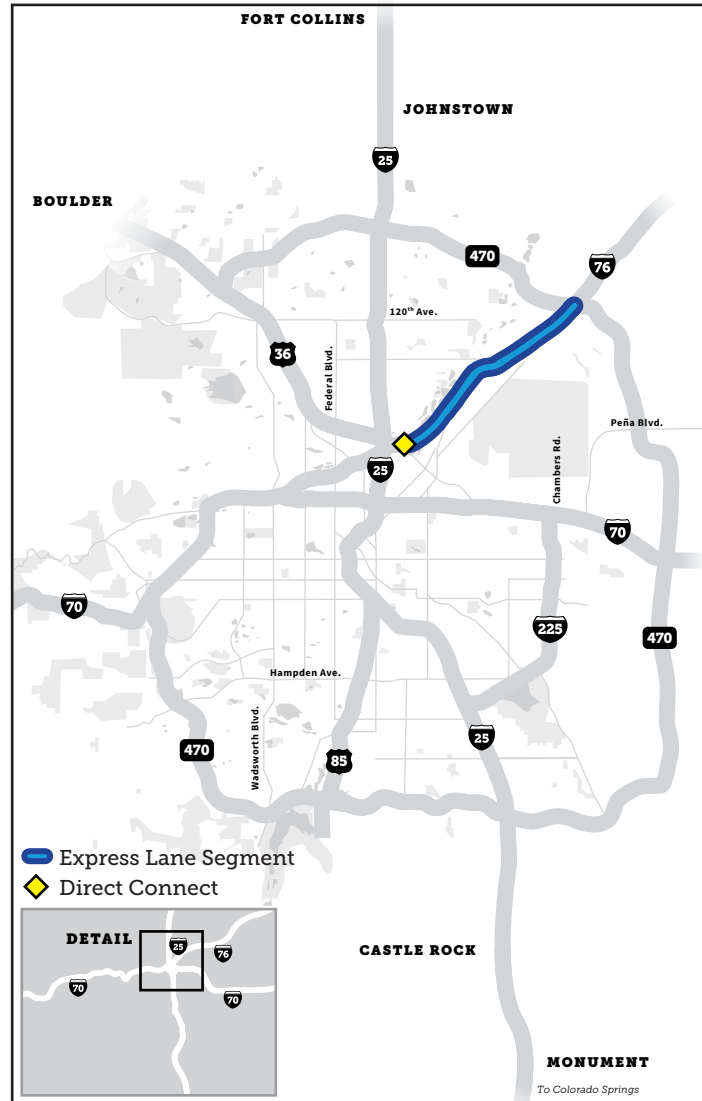 FORT COLLINS
JOHNSTOWN
25
BOULDER
470
76
120th Ave.
36
Federal Blvd.
Peña Blvd.
25
Chambers Rd.
70
70
225
470
Hampden Ave.
Wadsworth Blvd.
25
470
85
Express Lane Segment
Direct Connect
DETAIL
25
76
70
70
CASTLE ROCK
MONUMENT
To Colorado Springs